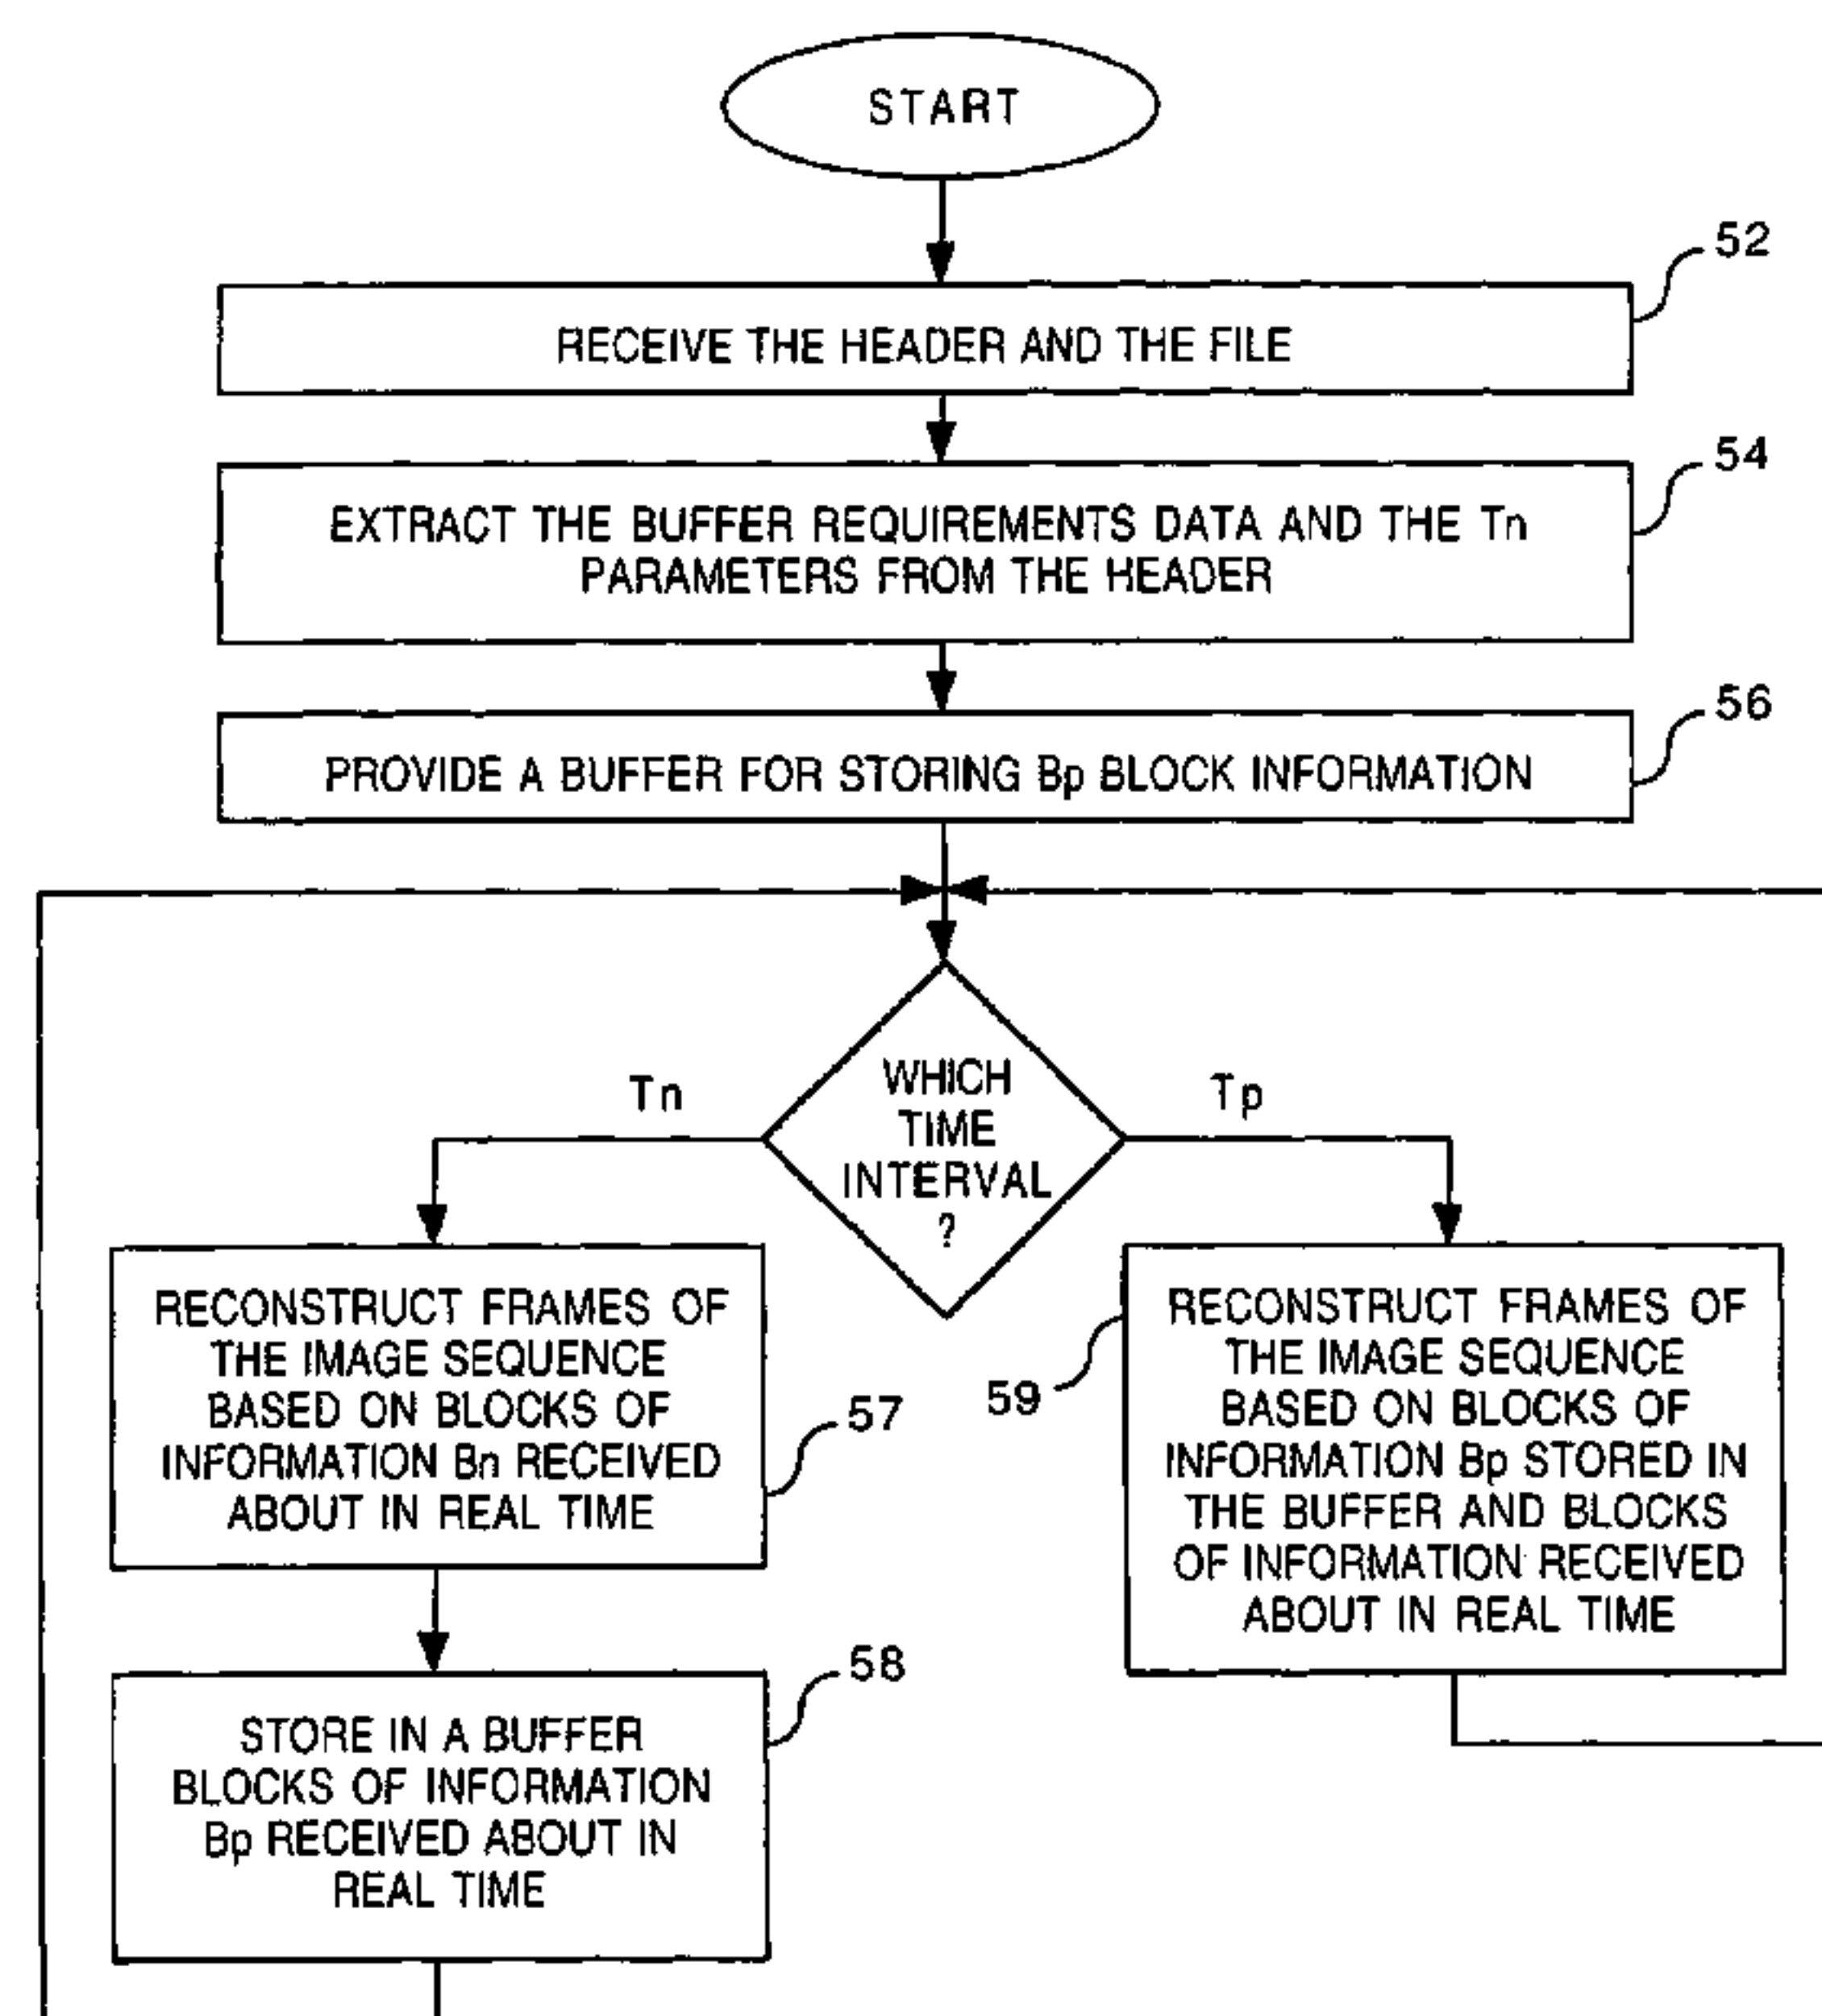 START
52
RECEIVE THE HEADER AND THE FILE
54
EXTRACT THE BUFFER REQUIREMENTS DATA AND THE Tn
PARAMETERS FROM THE HEADER
56
PROVIDE A BUFFER FOR STORING Bp BLOCK INFORMATION
WHICH
TIME
INTERVAL
?
Tn
Tp
RECONSTRUCT FRAMES OF
THE IMAGE SEQUENCE
BASED ON BLOCKS OF
INFORMATION Bn RECEIVED
ABOUT IN REAL TIME
57
59
RECONSTRUCT FRAMES OF
THE IMAGE SEQUENCE
BASED ON BLOCKS OF
INFORMATION Bp STORED IN
THE BUFFER AND BLOCKS
OF INFORMATION RECEIVED
ABOUT IN REAL TIME
58
STORE IN A BUFFER
BLOCKS OF INFORMATION
Bp RECEIVED ABOUT IN
REAL TIME